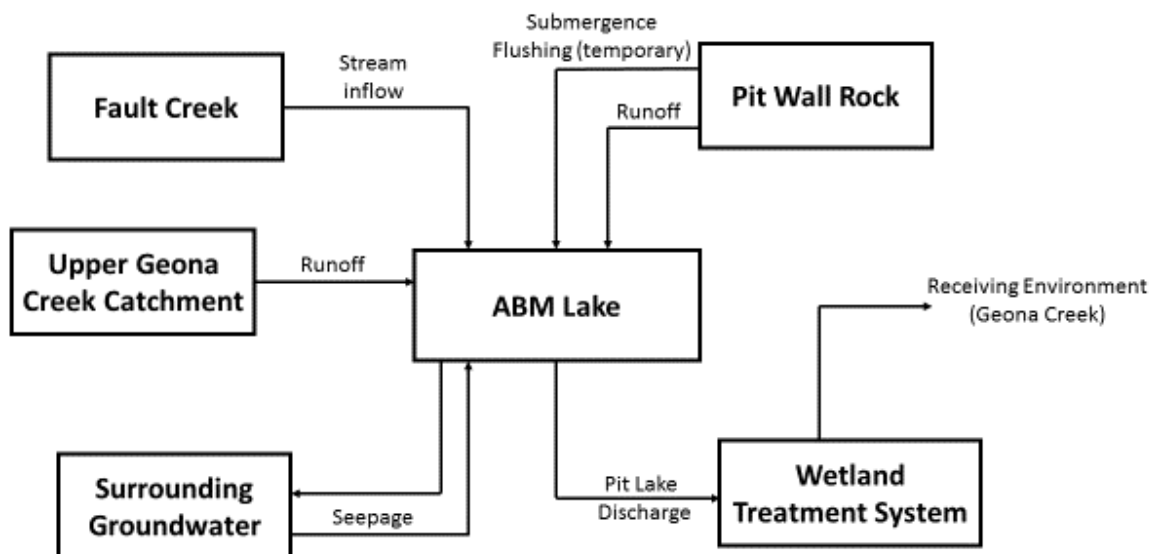 Submergence
Flushing (temporary)
Stream
inflow
Fault Creek
Pit Wall Rock
Runoff
Upper Geona
Creek Catchment
Runoff
ABM Lake
Receiving Environment
(Geona Creek)
Surrounding
Groundwater
Seepage
Pit Lake
Discharge
Wetland
Treatment System